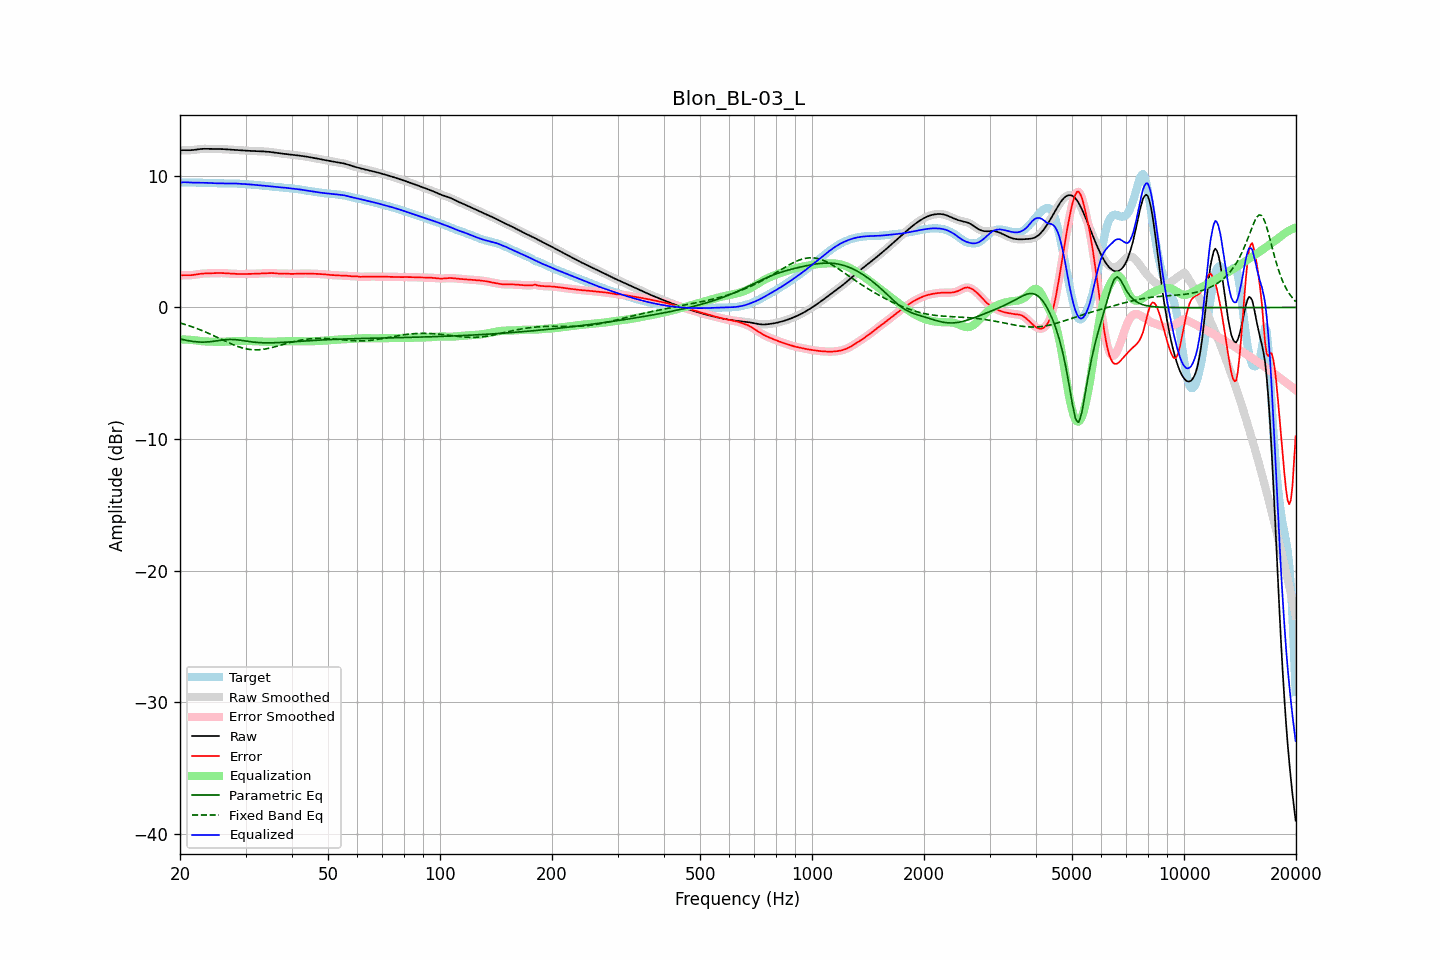 Blon_BL-03_L
Amplitude (dBr)
10
0
−10
−20
−30
−40
Target
Raw Smoothed
Error Smoothed
Raw
Error
Equalization
Parametric Eq
Fixed Band Eq
Equalized
20 50 100 200 500 1000 2000 5000 10000 20000
Frequency (Hz)